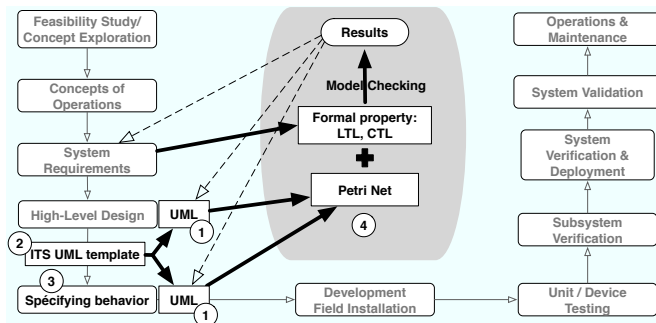 Feasibility Study/
Concept Exploration
Concepts of
Operations
System
Requirements
High-Level Design
UML
1
2
ITS UML template
3
Spécifying behavior
UML
1
Results
Model Checking
Formal property:
LTL, CTL
Petri Net
4
Development
Field Installation
Operations &
Maintenance
System Validation
System
Verification &
Deployment
Subsystem
Verification
Unit / Device
Testing